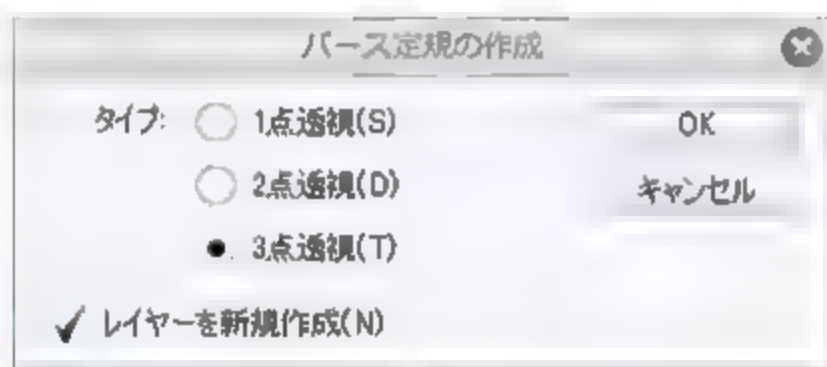 パース定規の作成
タイプ: 1点透視(S) OK
2点透視(D) キャンセル
3点透視(T)
レイヤーを新規作成(N)